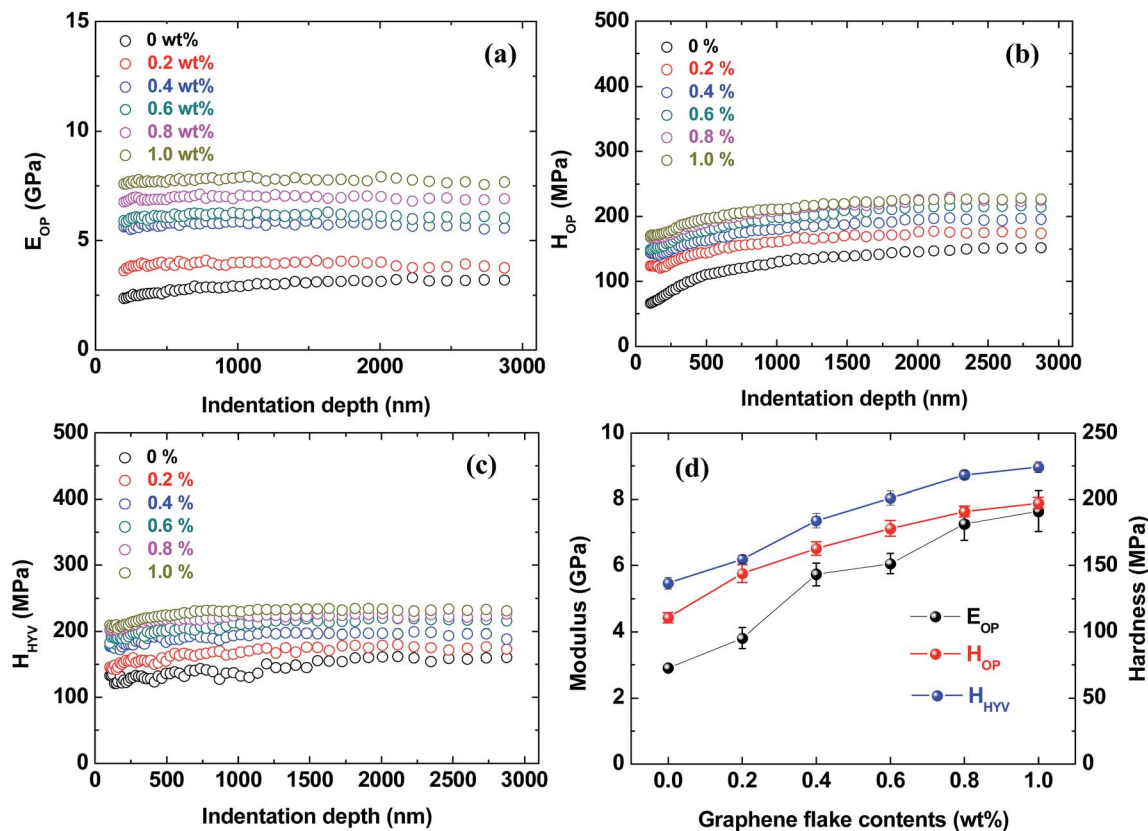 15
10
5
0
E_OP (GPa)
0 wt%
0.2 wt%
0.4 wt%
0.6 wt%
0.8 wt%
1.0 wt%
(a)
0 500 1000 1500 2000 2500 3000
Indentation depth (nm)
500
400
300
200
100
0
H_OP (MPa)
0 %
0.2 %
0.4 %
0.6 %
0.8 %
1.0 %
(b)
0 500 1000 1500 2000 2500 3000
Indentation depth (nm)
500
400
300
200
100
0
H_HYV (MPa)
0 %
0.2 %
0.4 %
0.6 %
0.8 %
1.0 %
(c)
0 500 1000 1500 2000 2500 3000
Indentation depth (nm)
10
8
6
4
2
0
Modulus (GPa)
(d)
E_OP
H_OP
H_HYV
250
200
150
100
50
0
Hardness (MPa)
0.0 0.2 0.4 0.6 0.8 1.0
Graphene flake contents (wt%)